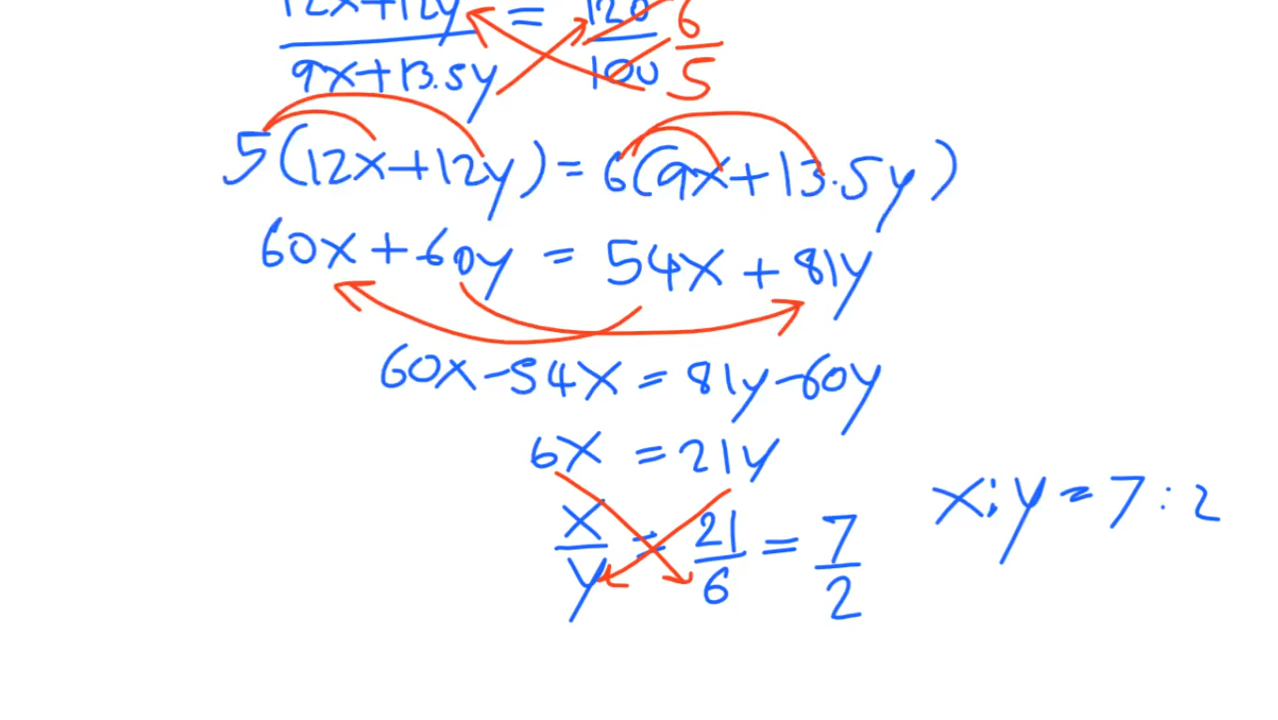 12x+12y = 120 6
9x+13.5y 100 5
5(12x+12y) = 6(9x+13.5y)
60x+60y = 54x + 81y
60x-54x = 81y-60y
6x = 21y
x:y = 7:2
x/y = 21/6 = 7/2